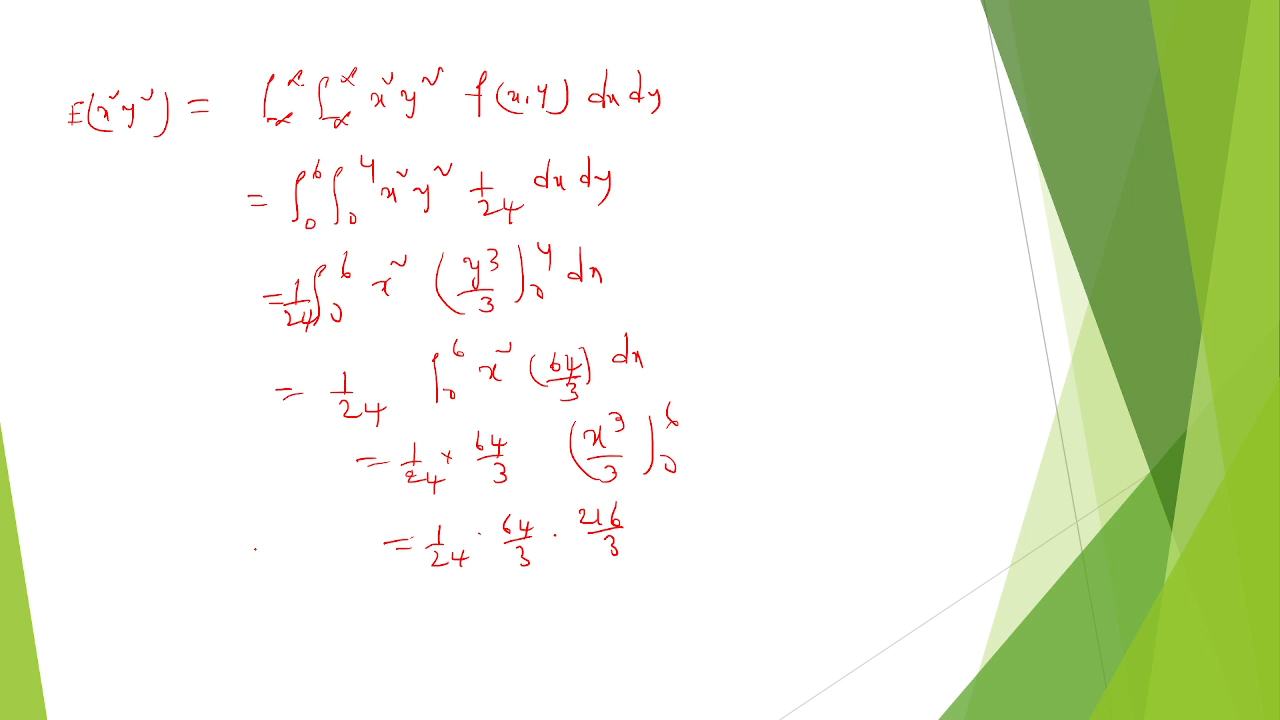 E(x²y²) = ∫_{-∞}^{∞} ∫_{-∞}^{∞} x²y² f(x,y) dx dy
= ∫_0^6 ∫_0^4 x²y² 1/24 dx dy
= 1/24 ∫_0^6 x² (y³/3)_0^4 dx
= 1/24 ∫_0^6 x² (64/3) dx
= 1/24 × 64/3 (x³/3)_0^6
= 1/24 · 64/3 · 216/3